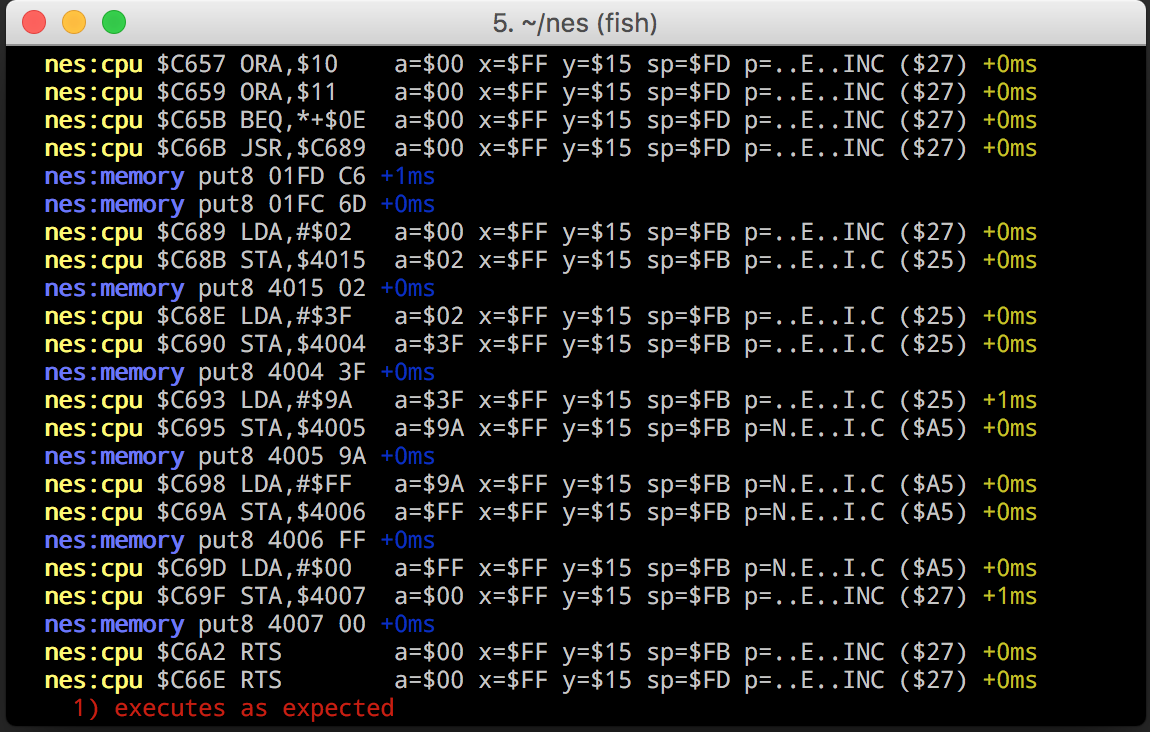 5. ~/nes (fish)
nes:cpu $C657 ORA,$10 a=$00 x=$FF y=$15 sp=$FD p=..E..INC ($27) +0ms
nes:cpu $C659 ORA,$11 a=$00 x=$FF y=$15 sp=$FD p=..E..INC ($27) +0ms
nes:cpu $C65B BEQ,*+$0E a=$00 x=$FF y=$15 sp=$FD p=..E..INC ($27) +0ms
nes:cpu $C66B JSR,$C689 a=$00 x=$FF y=$15 sp=$FD p=..E..INC ($27) +0ms
nes:memory put8 01FD C6 +1ms
nes:memory put8 01FC 6D +0ms
nes:cpu $C689 LDA,#$02 a=$00 x=$FF y=$15 sp=$FB p=..E..INC ($27) +0ms
nes:cpu $C68B STA,$4015 a=$02 x=$FF y=$15 sp=$FB p=..E..I.C ($25) +0ms
nes:memory put8 4015 02 +0ms
nes:cpu $C68E LDA,#$3F a=$02 x=$FF y=$15 sp=$FB p=..E..I.C ($25) +0ms
nes:cpu $C690 STA,$4004 a=$3F x=$FF y=$15 sp=$FB p=..E..I.C ($25) +0ms
nes:memory put8 4004 3F +0ms
nes:cpu $C693 LDA,#$9A a=$3F x=$FF y=$15 sp=$FB p=..E..I.C ($25) +1ms
nes:cpu $C695 STA,$4005 a=$9A x=$FF y=$15 sp=$FB p=N.E..I.C ($A5) +0ms
nes:memory put8 4005 9A +0ms
nes:cpu $C698 LDA,#$FF a=$9A x=$FF y=$15 sp=$FB p=N.E..I.C ($A5) +0ms
nes:cpu $C69A STA,$4006 a=$FF x=$FF y=$15 sp=$FB p=N.E..I.C ($A5) +0ms
nes:memory put8 4006 FF +0ms
nes:cpu $C69D LDA,#$00 a=$FF x=$FF y=$15 sp=$FB p=N.E..I.C ($A5) +0ms
nes:cpu $C69F STA,$4007 a=$00 x=$FF y=$15 sp=$FB p=..E..INC ($27) +1ms
nes:memory put8 4007 00 +0ms
nes:cpu $C6A2 RTS a=$00 x=$FF y=$15 sp=$FB p=..E..INC ($27) +0ms
nes:cpu $C66E RTS a=$00 x=$FF y=$15 sp=$FD p=..E..INC ($27) +0ms
1) executes as expected